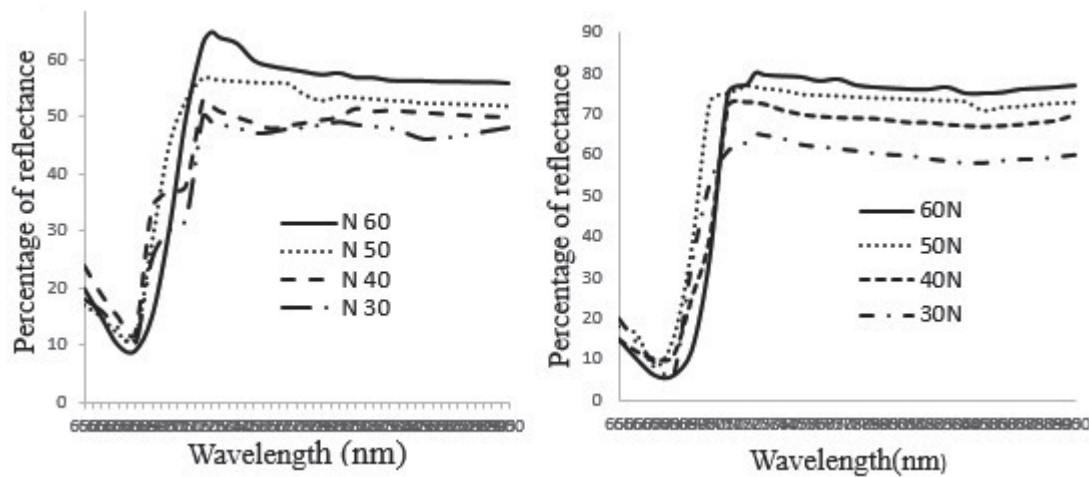 Percentage of reflectance
60
50
40
30
20
10
0
N 60
N 50
N 40
N 30
Wavelength (nm)
Percentage of reflectance
90
80
70
60
50
40
30
20
10
0
60N
50N
40N
30N
Wavelength(nm)